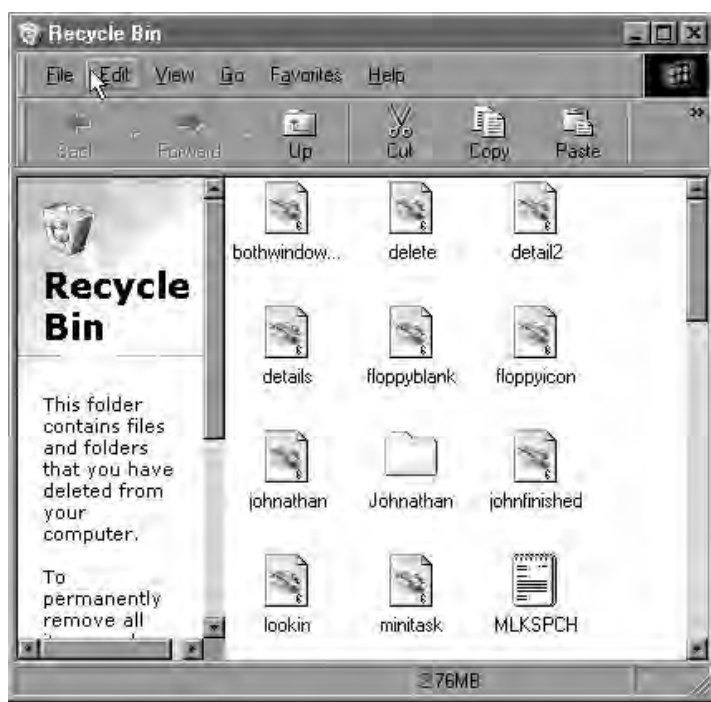 Recycle Bin
File Edit View Go Favorites Help
Back Forward Up Cut Copy Paste
Recycle
Bin
This folder
contains files
and folders
that you have
deleted from
your
computer.
To
permanently
remove all
bothwindow... delete detail2
details floppyblank floppyicon
johnathan Johnathan johnfinished
lookin minitask MLKSPCH
2.76MB